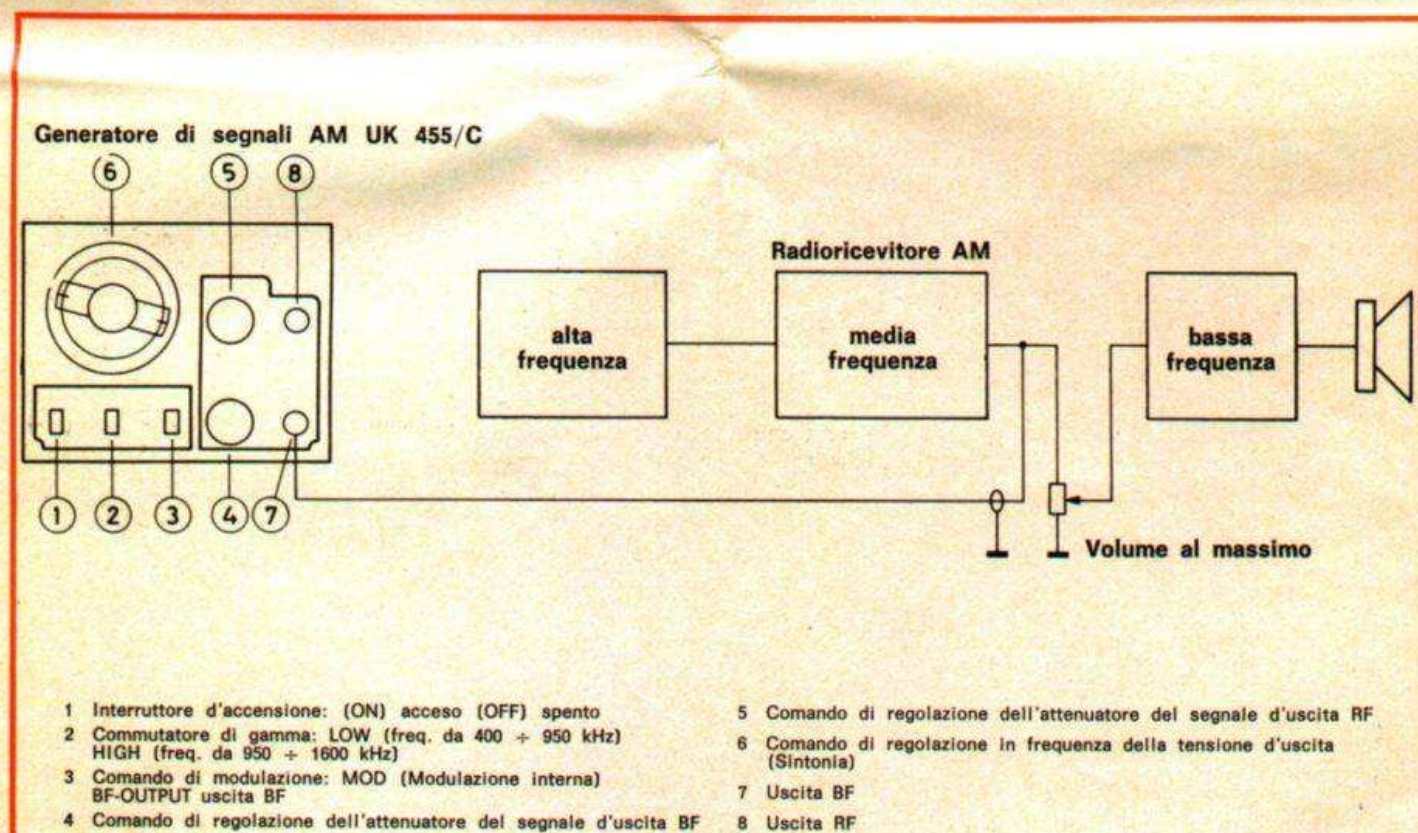 Generatore di segnali AM UK 455/C
6 5 8
Radioricevitore AM
alta
frequenza
media
frequenza
bassa
frequenza
1 2 3 4 7
Volume al massimo
1 Interruttore d'accensione: (ON) acceso (OFF) spento
2 Commutatore di gamma: LOW (freq. da 400 ÷ 950 kHz)
HIGH (freq. da 950 ÷ 1600 kHz)
3 Comando di modulazione: MOD (Modulazione interna)
BF-OUTPUT uscita BF
4 Comando di regolazione dell'attenuatore del segnale d'uscita BF
5 Comando di regolazione dell'attenuatore del segnale d'uscita RF
6 Comando di regolazione in frequenza della tensione d'uscita
(Sintonia)
7 Uscita BF
8 Uscita RF